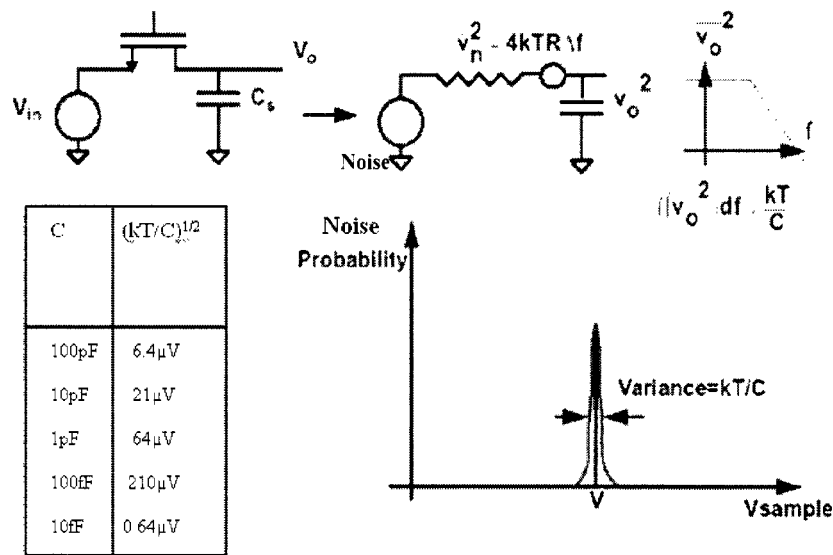 V_o
V_in
C_s
v_n^2 - 4kTR \f
v_o^2
Noise
v_o^2
f
∫|v_o^2| df . kT/C
C (kT/C)^1/2
100pF 6.4µV
10pF 21µV
1pF 64µV
100fF 210µV
10fF 0 64µV
Noise
Probability
Variance=kT/C
V
Vsample